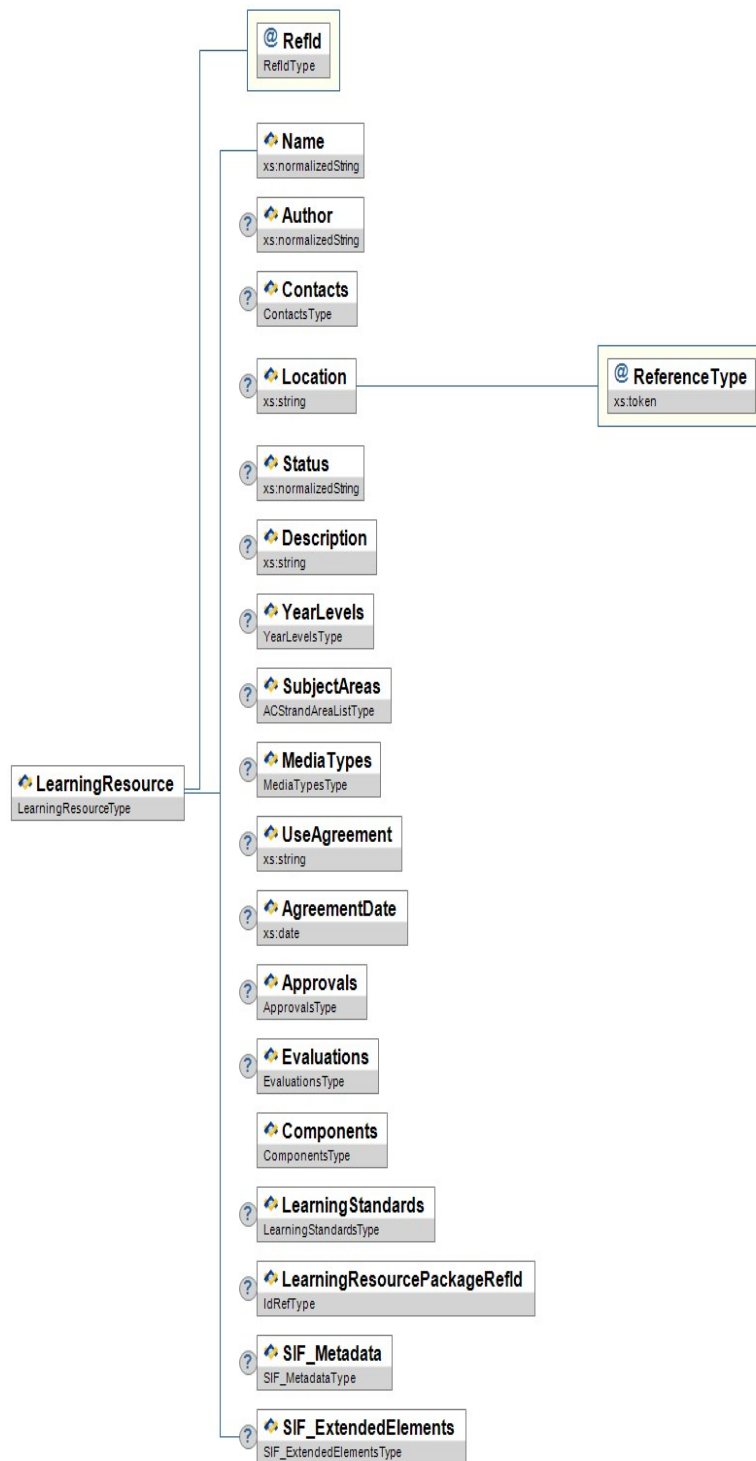 @ RefId
RefIdType
Name
xs:normalizedString
? Author
xs:normalizedString
? Contacts
ContactsType
? Location
xs:string
@ ReferenceType
xs:token
? Status
xs:normalizedString
? Description
xs:string
? YearLevels
YearLevelsType
? SubjectAreas
ACStrandAreaListType
LearningResource
LearningResourceType
? MediaTypes
MediaTypesType
? UseAgreement
xs:string
? AgreementDate
xs:date
? Approvals
ApprovalsType
? Evaluations
EvaluationsType
Components
ComponentsType
? LearningStandards
LearningStandardsType
? LearningResourcePackageRefId
IdRefType
? SIF_Metadata
SIF_MetadataType
? SIF_ExtendedElements
SIF_ExtendedElementsType